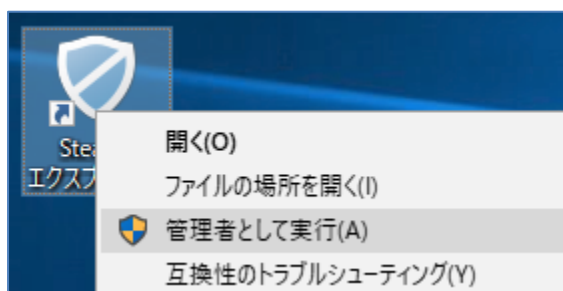 開く(O)
ファイルの場所を開く(I)
管理者として実行(A)
互換性のトラブルシューティング(Y)
Ste
エクスプ